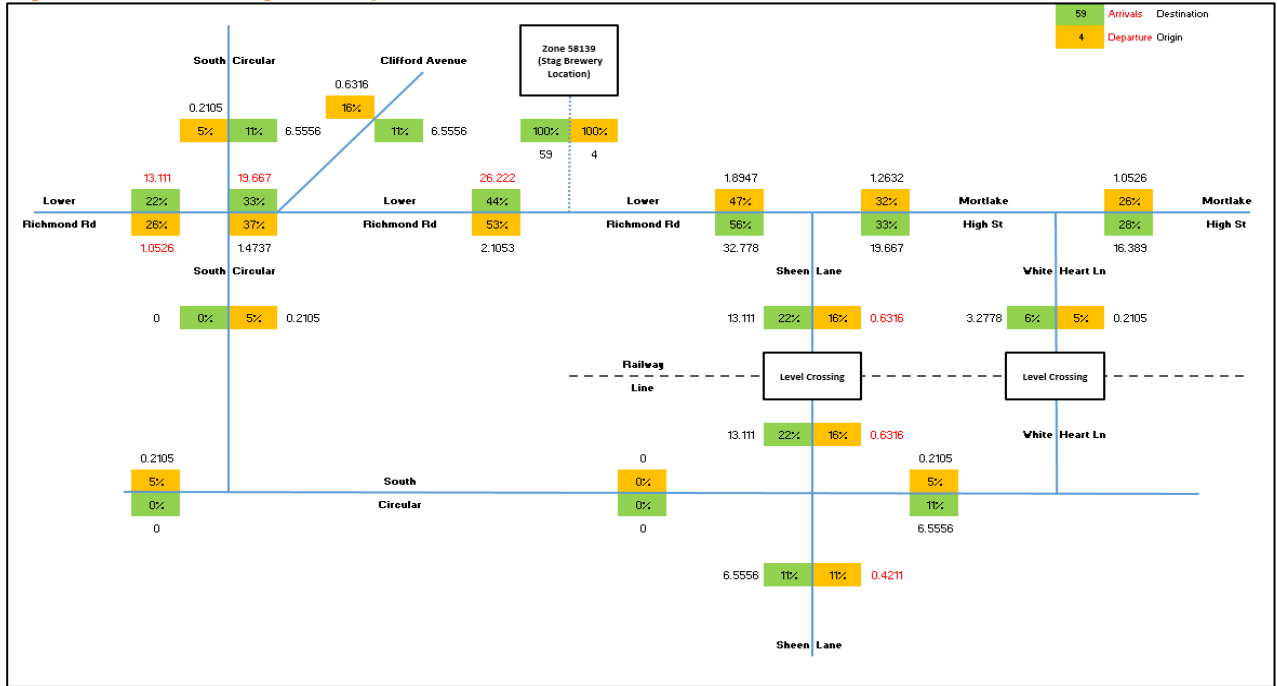 59 Arrivals Destination
4 Departure Origin
Zone 58139
(Stag Brewery
Location)
South Circular
Clifford Avenue
0.6316
16%
0.2105
5% 11% 6.5556
11% 6.5556
100% 100%
59 4
13.111 19.667 26.222 1.8947 1.2632 1.0526
Lower 22% 33% Lower 44% Lower 47% 32% Mortlake 26% Mortlake
Richmond Rd 26% 37% Richmond Rd 53% Richmond Rd 56% 33% High St 28% High St
1.0526 1.4737 2.1053 32.778 19.667 16.389
South Circular Sheen Lane White Heart Ln
0 0% 5% 0.2105 13.111 22% 16% 0.6316 3.2778 6% 5% 0.2105
Railway
Line
Level Crossing Level Crossing
13.111 22% 16% 0.6316 White Heart Ln
0.2105 0 0.2105
5% South 0% 5%
0% Circular 0% 11%
0 0 6.5556
6.5556 11% 11% 0.4211
Sheen Lane